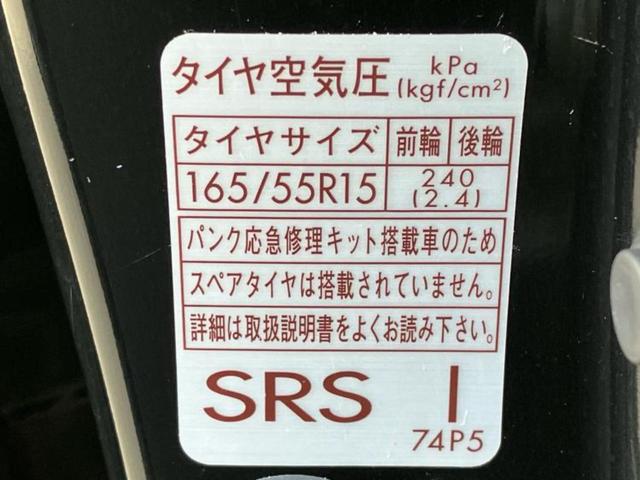 タイヤ空気圧 kPa
(kgf/cm²)
タイヤサイズ 前輪 後輪
165/55R15 240
(2.4)
パンク応急修理キット搭載車のため
スペアタイヤは搭載されていません。
詳細は取扱説明書をよくお読み下さい。
SRS I
74P5